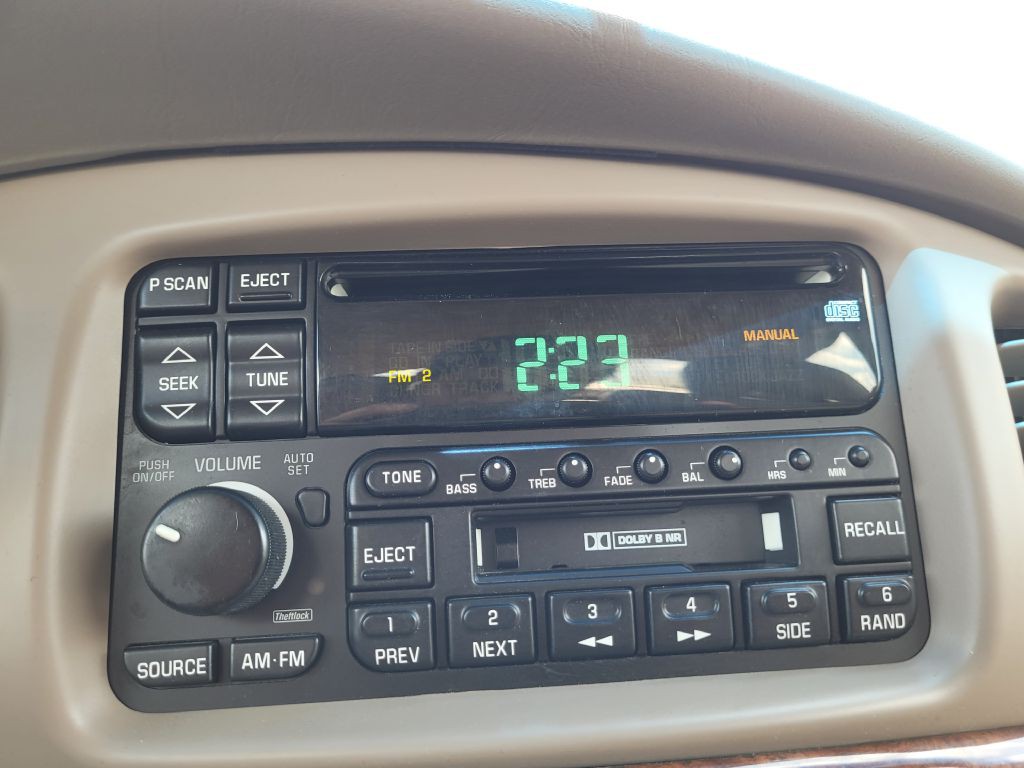 P SCAN
EJECT
disc
MANUAL
FM 2
2:23
SEEK
TUNE
PUSH
ON/OFF
VOLUME
AUTO
SET
TONE
BASS
TREB
FADE
BAL
HRS
MIN
EJECT
DOLBY B NR
RECALL
Theftlock
1
PREV
2
NEXT
3
4
5
SIDE
6
RAND
SOURCE
AM·FM